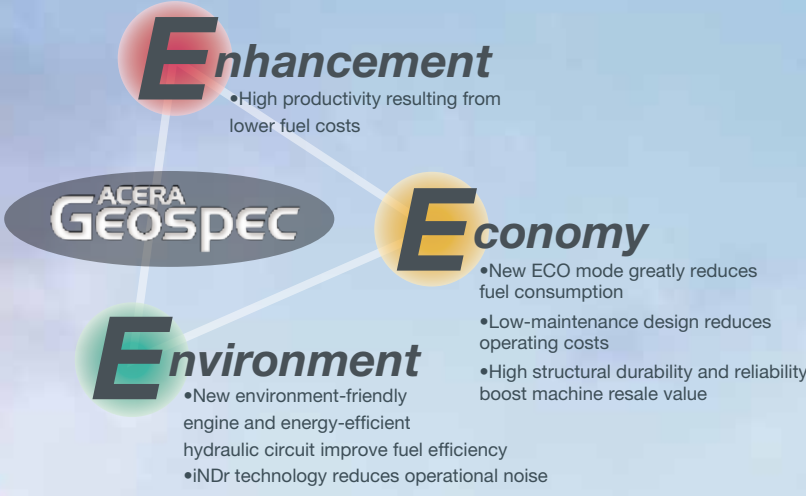 Enhancement
•High productivity resulting from
lower fuel costs
ACERA
GEOSPEC
Economy
•New ECO mode greatly reduces
fuel consumption
•Low-maintenance design reduces
operating costs
•High structural durability and reliability
boost machine resale value
Environment
•New environment-friendly
engine and energy-efficient
hydraulic circuit improve fuel efficiency
•iNDr technology reduces operational noise